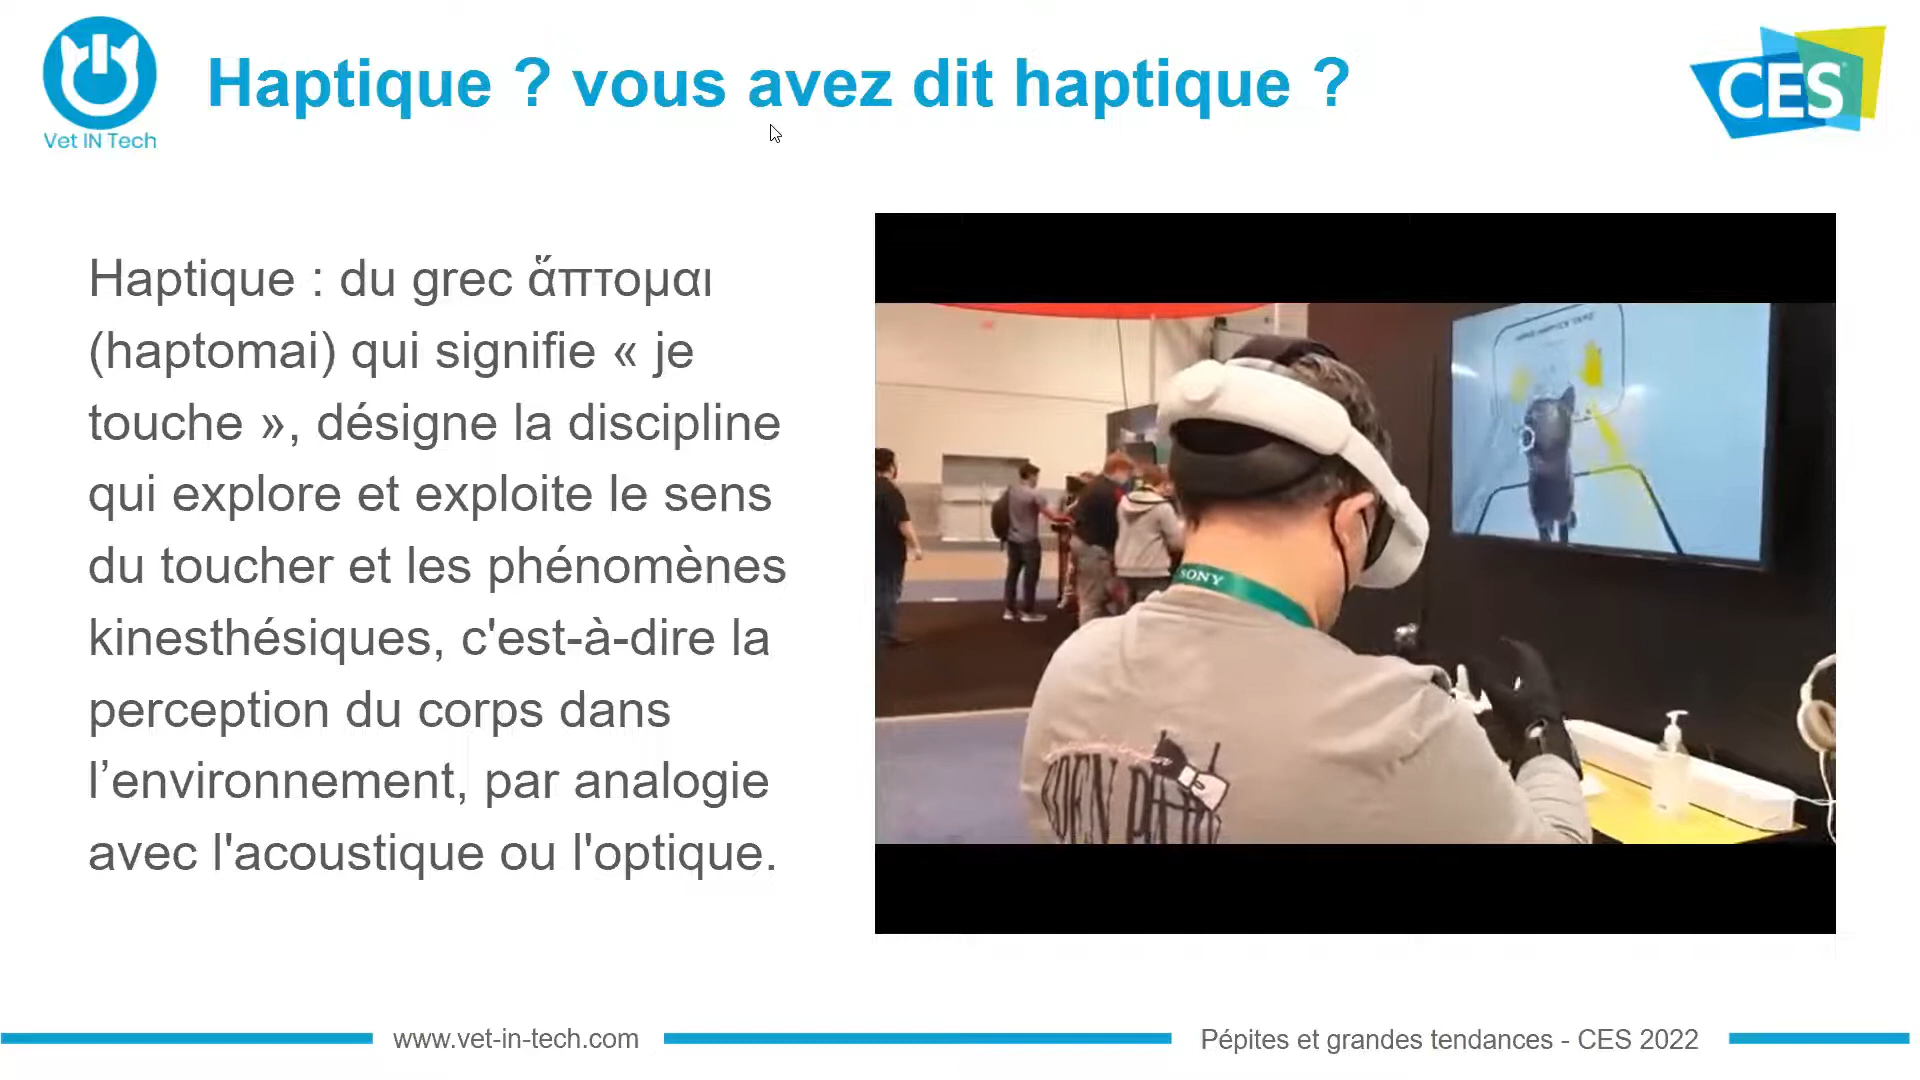 Vet IN Tech
Haptique ? vous avez dit haptique ?
CES
Haptique : du grec ἅπτομαι
(haptomai) qui signifie « je
touche », désigne la discipline
qui explore et exploite le sens
du toucher et les phénomènes
kinesthésiques, c'est-à-dire la
perception du corps dans
l’environnement, par analogie
avec l'acoustique ou l'optique.
SONY
www.vet-in-tech.com
Pépites et grandes tendances - CES 2022